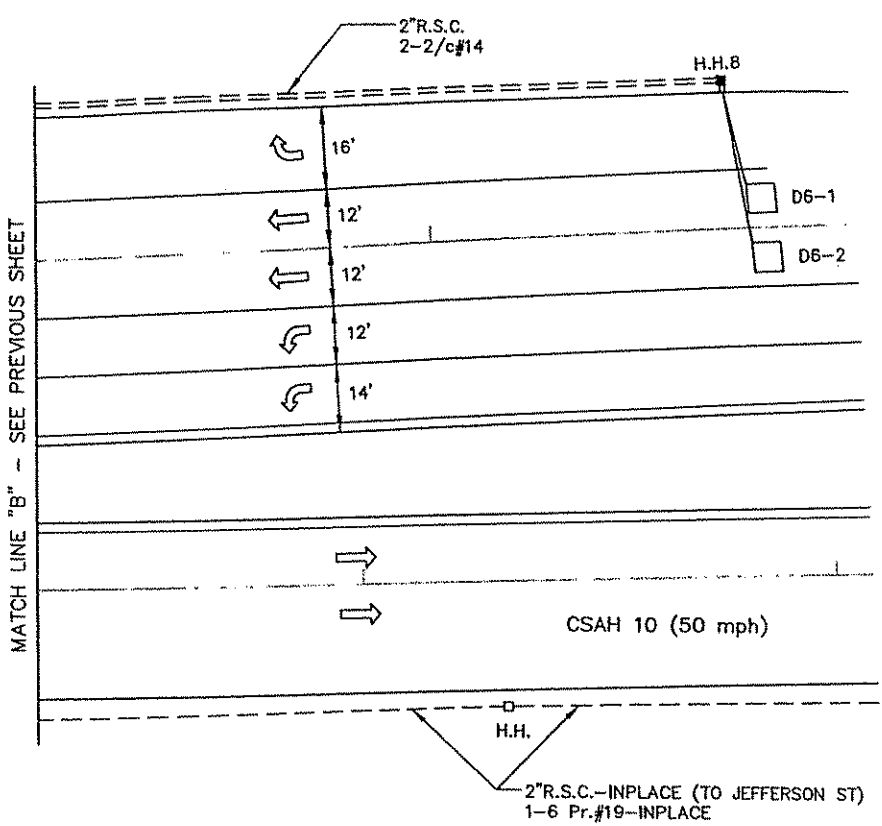 2"R.S.C.
2-2/c#14
H.H.8
16'
D6-1
12'
D6-2
12'
12'
14'
MATCH LINE "B" - SEE PREVIOUS SHEET
CSAH 10 (50 mph)
H.H.
2"R.S.C.-INPLACE (TO JEFFERSON ST)
1-6 Pr.#19-INPLACE